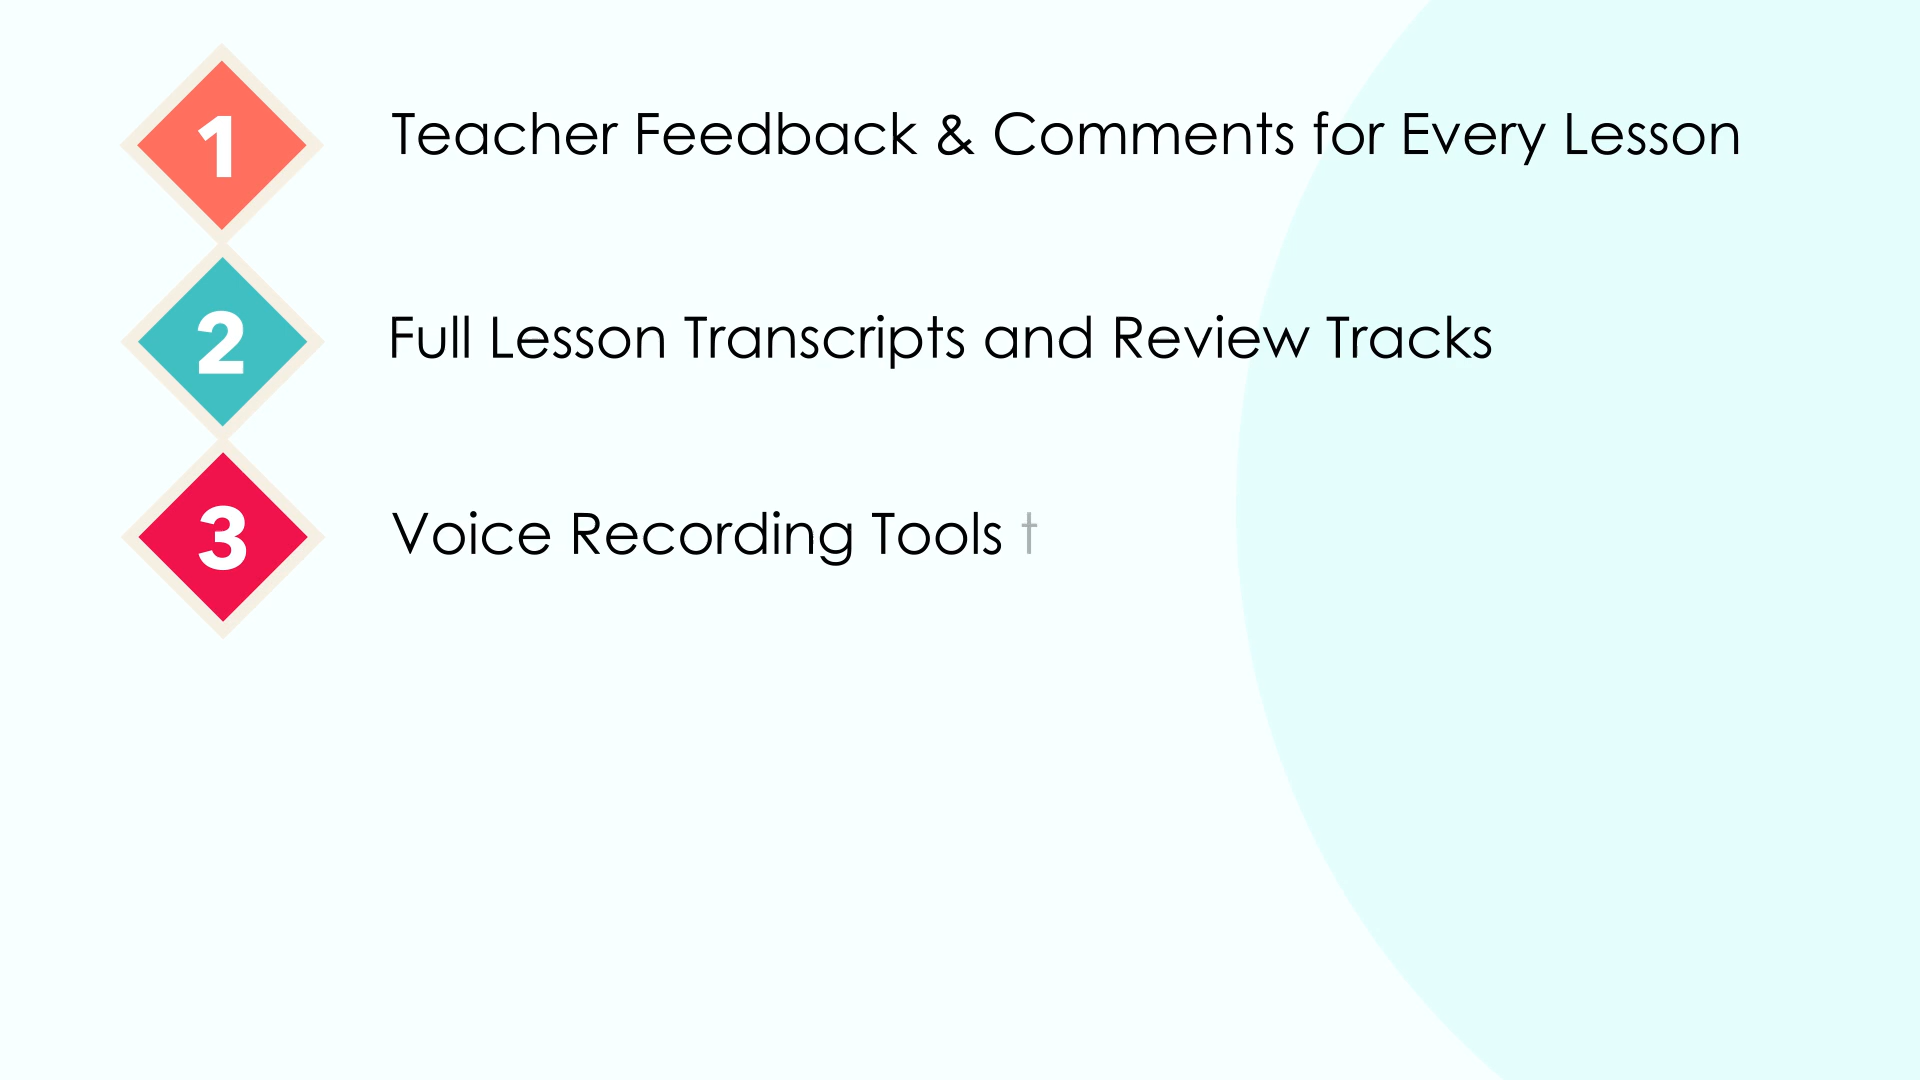 1 Teacher Feedback & Comments for Every Lesson
2 Full Lesson Transcripts and Review Tracks
3 Voice Recording Tools t